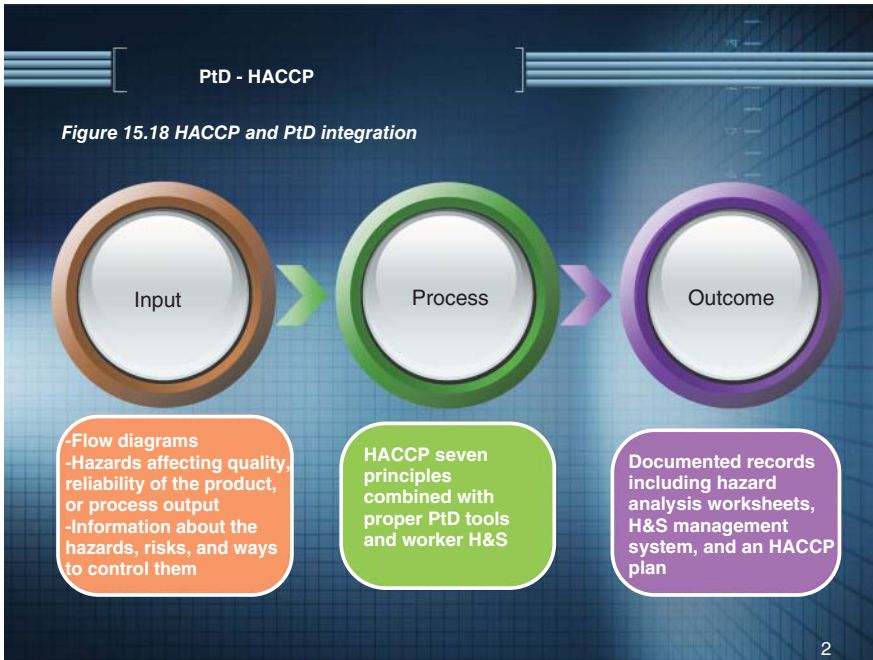 PtD - HACCP
Figure 15.18 HACCP and PtD integration
Input
Process
Outcome
-Flow diagrams
-Hazards affecting quality,
reliability of the product,
or process output
-Information about the
hazards, risks, and ways
to control them
HACCP seven
principles
combined with
proper PtD tools
and worker H&S
Documented records
including hazard
analysis worksheets,
H&S management
system, and an HACCP
plan
2